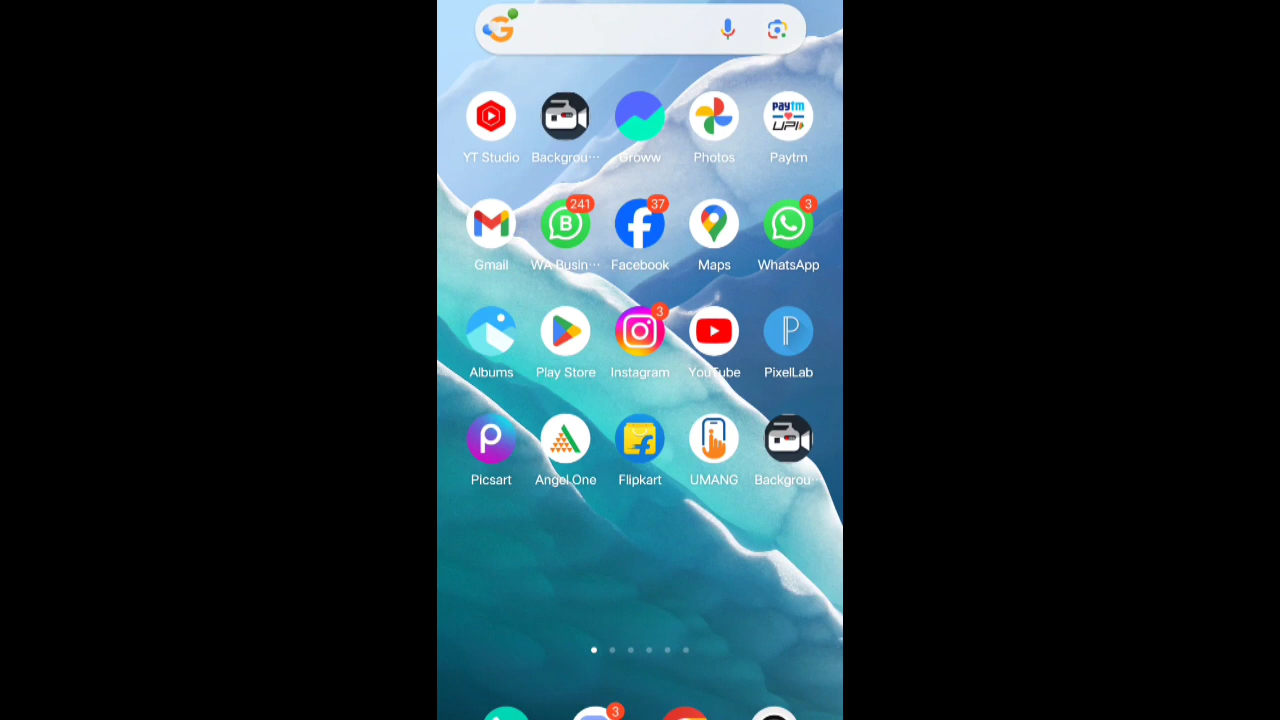 paytm
UPI
YT Studio Backgrou··· Groww Photos Paytm
241 37 3
B
Gmail WA Busin··· Facebook Maps WhatsApp
3
P
Albums Play Store Instagram YouTube PixelLab
Picsart Angel One Flipkart UMANG Backgrou···
3